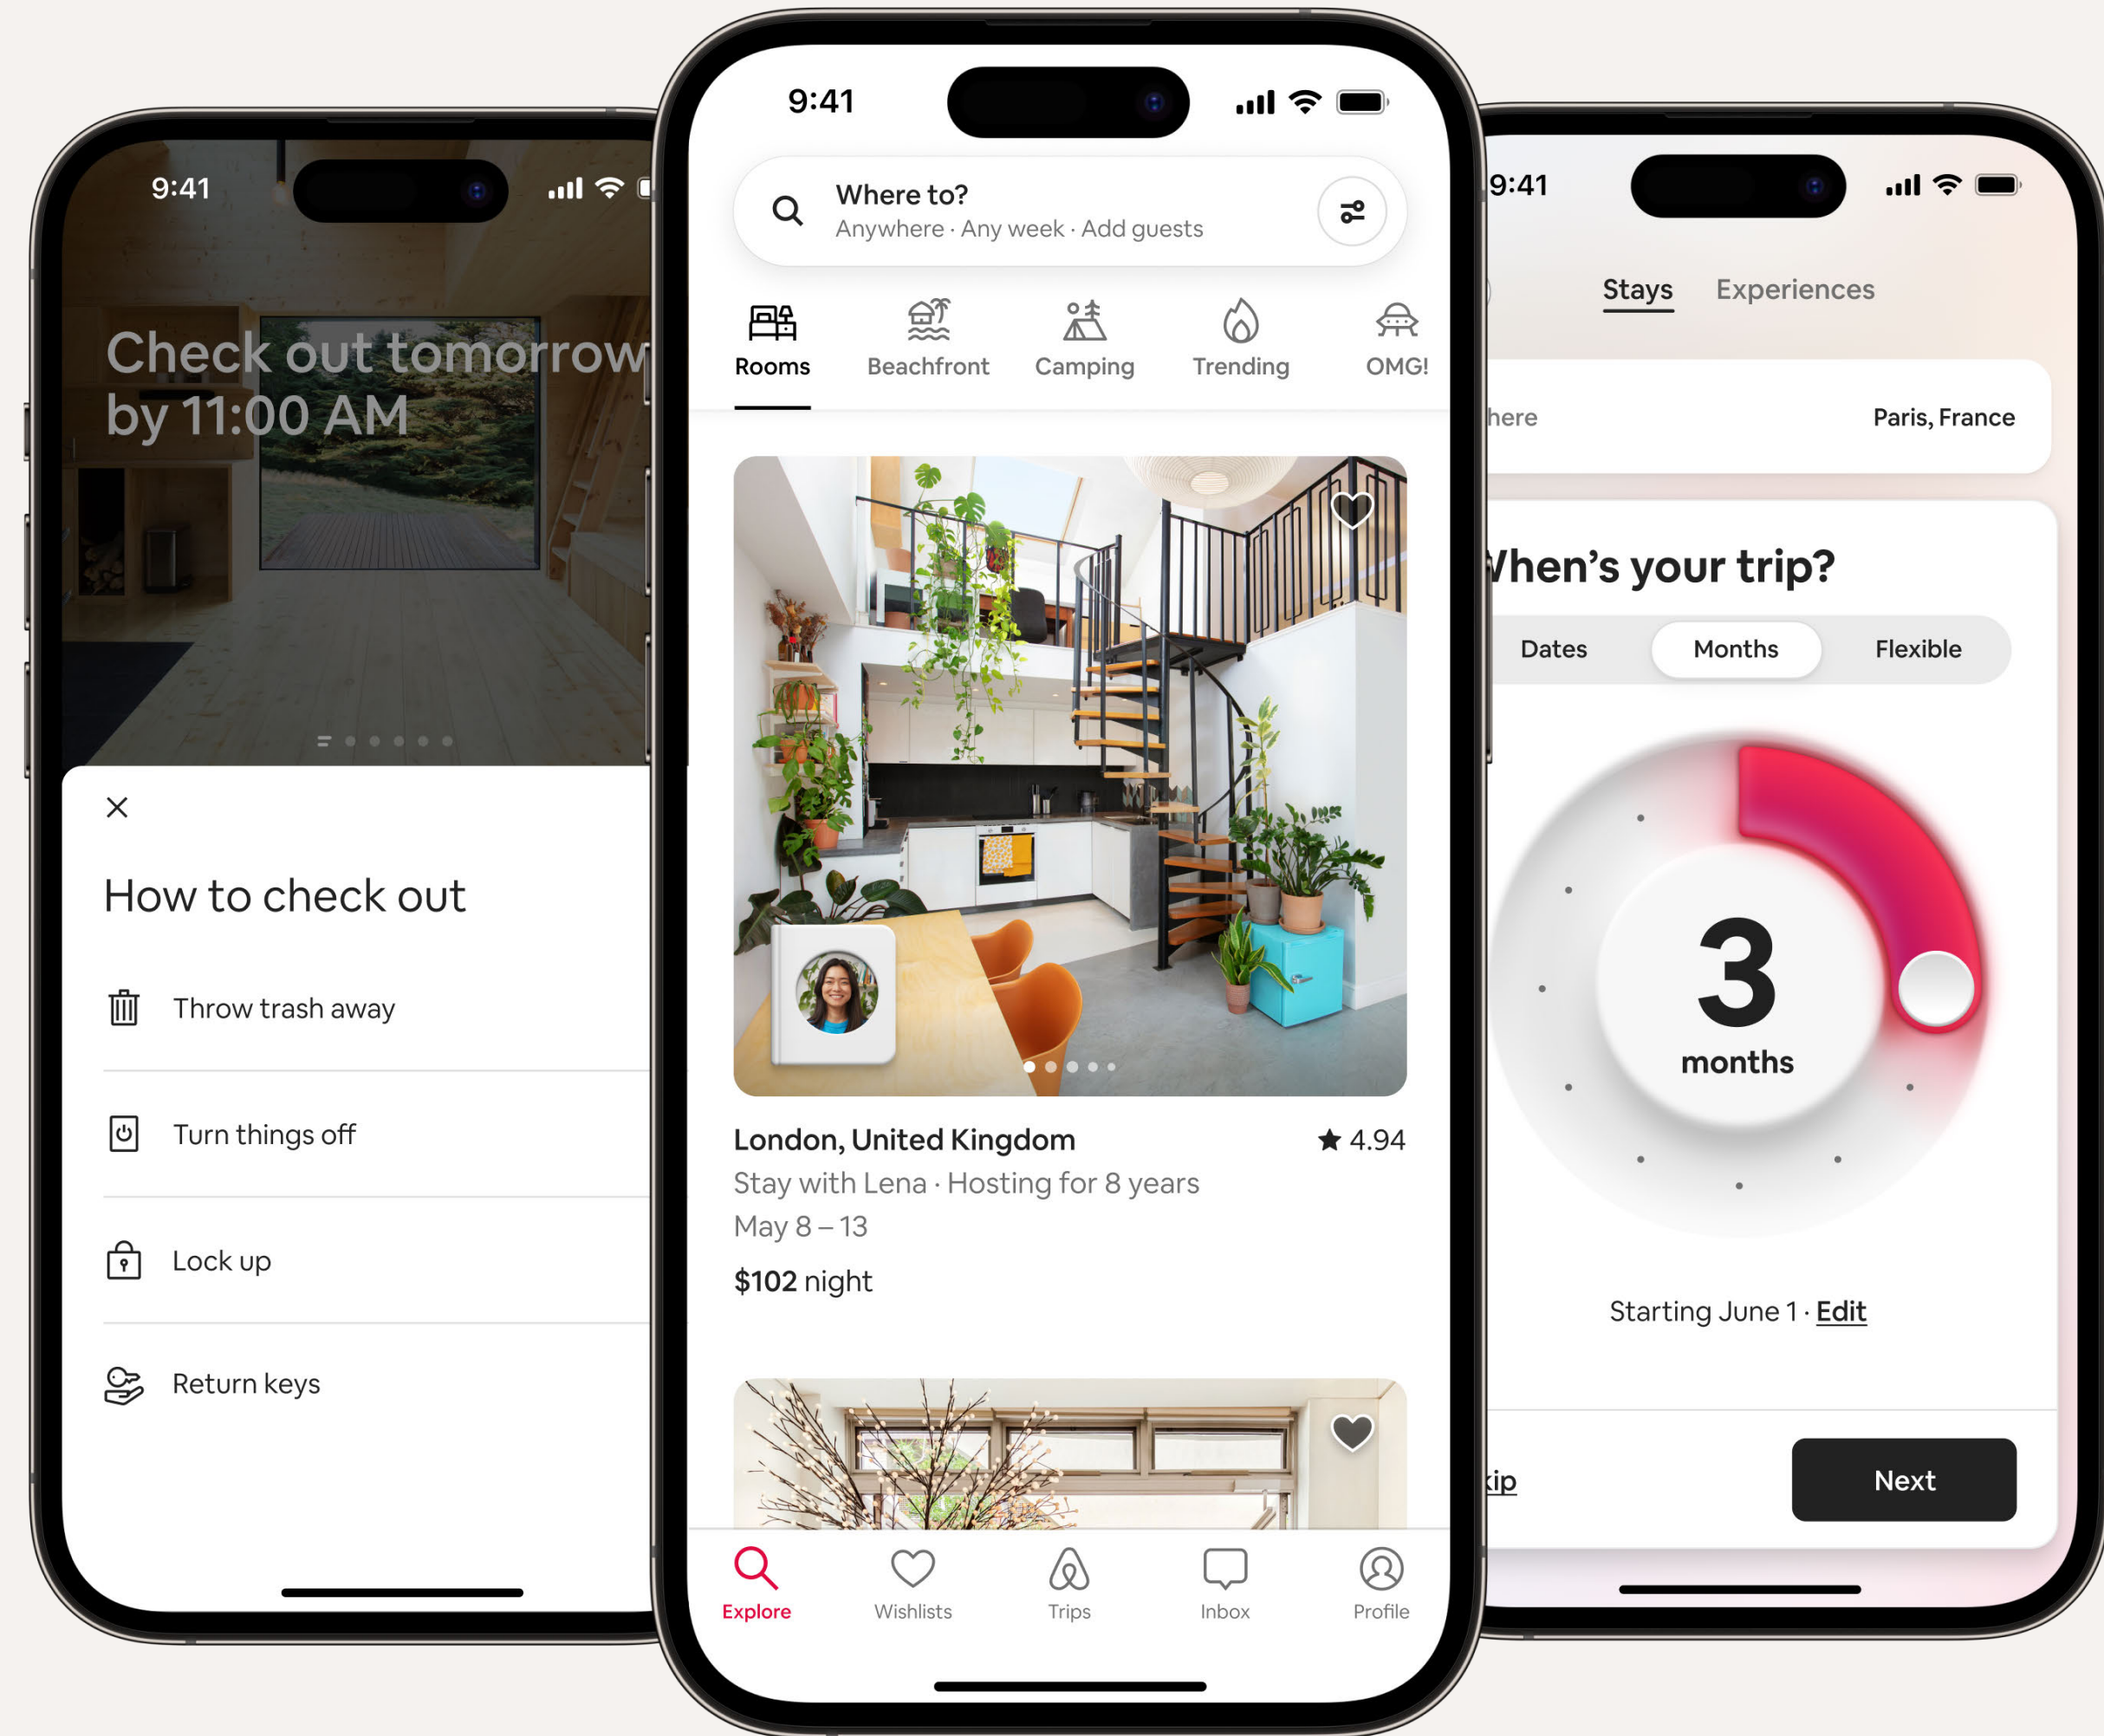 9:41
Check out tomorrow
by 11:00 AM
How to check out
Throw trash away
Turn things off
Lock up
Return keys
9:41
Where to?
Anywhere · Any week · Add guests
Rooms Beachfront Camping Trending OMG!
London, United Kingdom ★ 4.94
Stay with Lena · Hosting for 8 years
May 8 – 13
$102 night
Explore Wishlists Trips Inbox Profile
9:41
Stays Experiences
here Paris, France
When's your trip?
Dates Months Flexible
3
months
Starting June 1 · Edit
kip Next